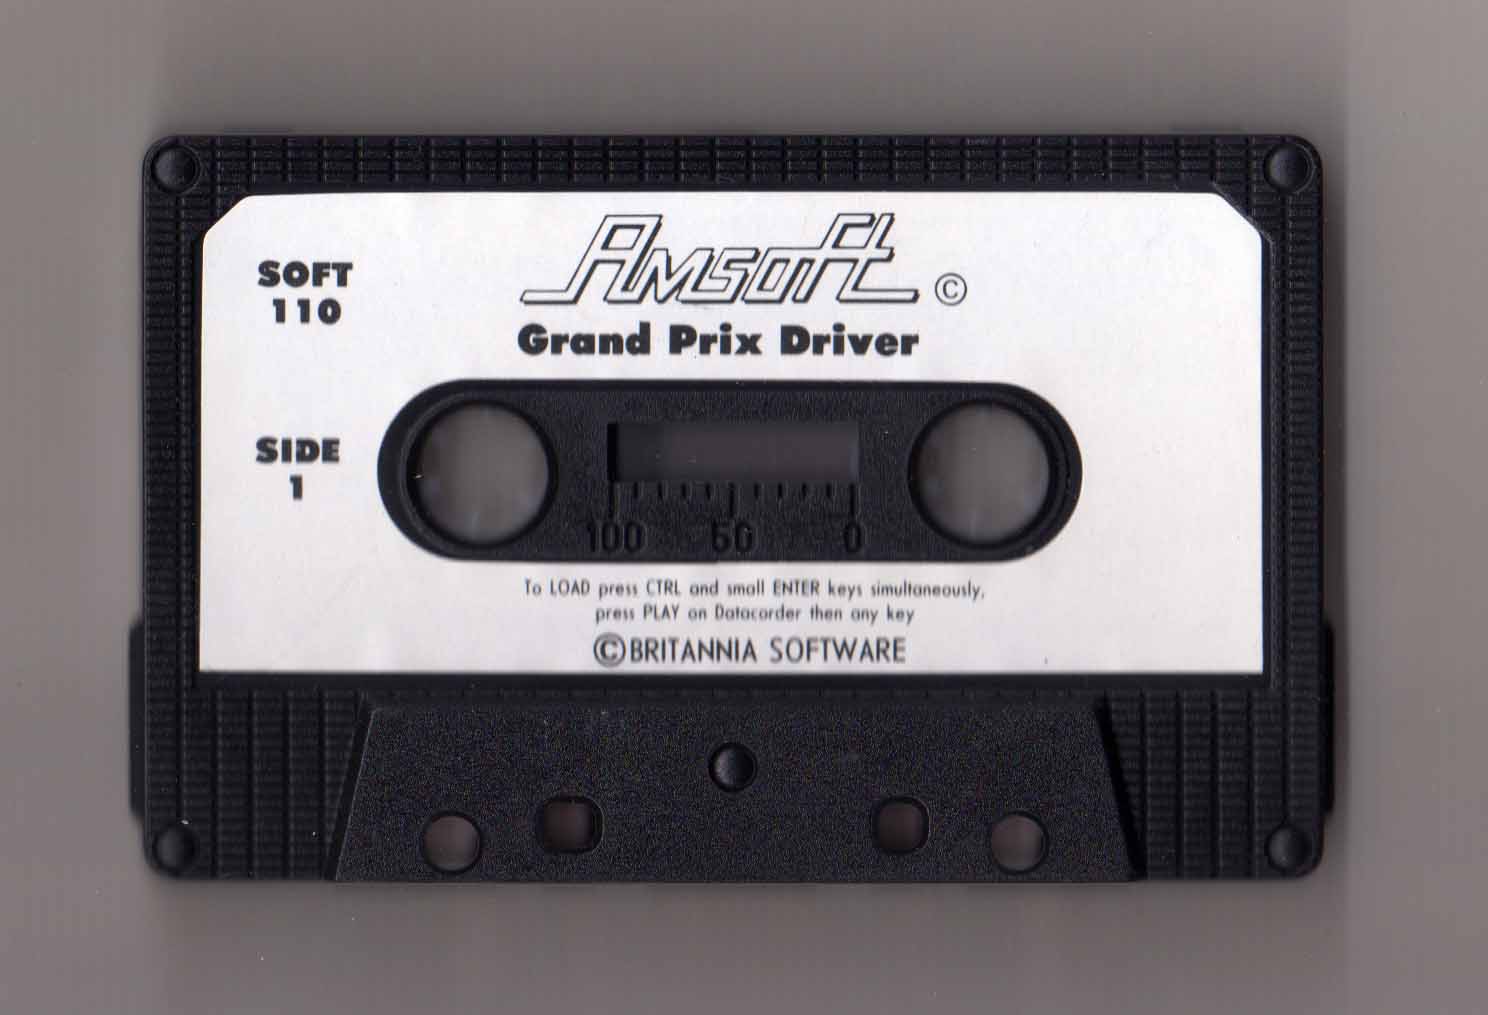 Amsoft ©
SOFT
110
Grand Prix Driver
SIDE
1
100 50 0
To LOAD press CTRL and small ENTER keys simultaneously,
press PLAY on Datacorder then any key
©BRITANNIA SOFTWARE